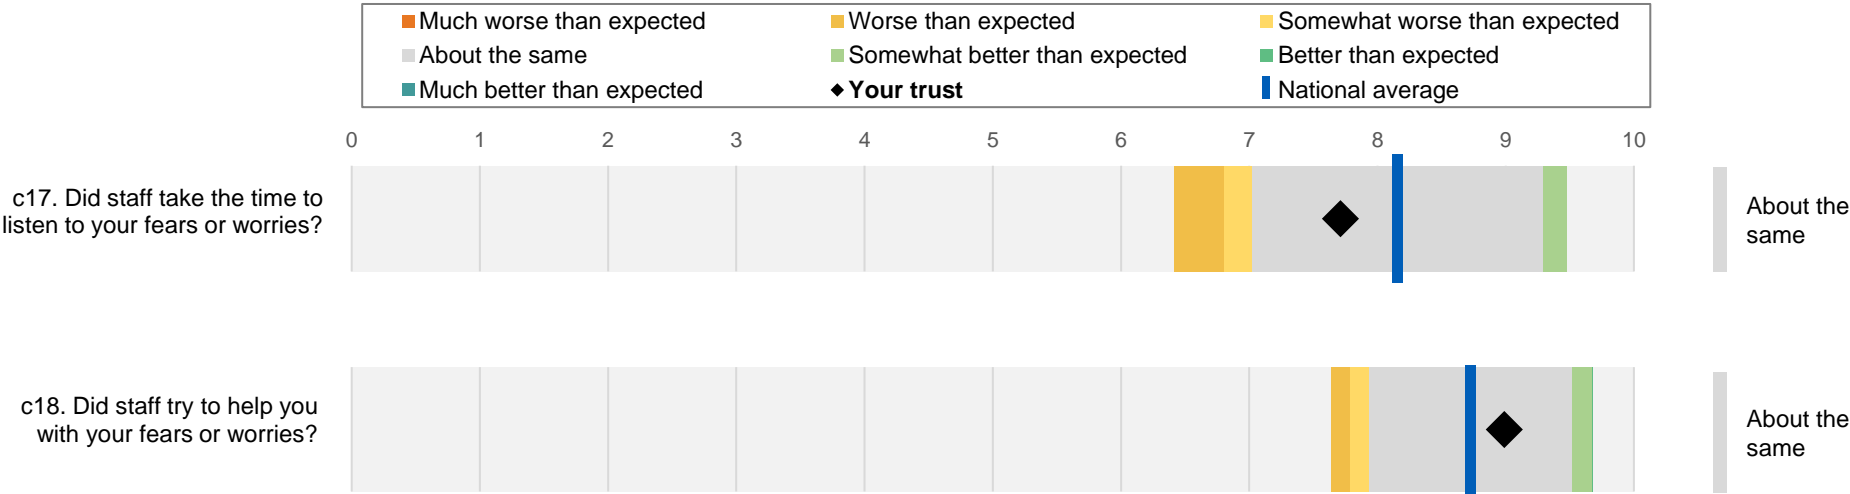 Much worse than expected
Worse than expected
Somewhat worse than expected
About the same
Somewhat better than expected
Better than expected
Much better than expected
Your trust
National average
0 1 2 3 4 5 6 7 8 9 10
c17. Did staff take the time to
listen to your fears or worries?
About the
same
c18. Did staff try to help you
with your fears or worries?
About the
same